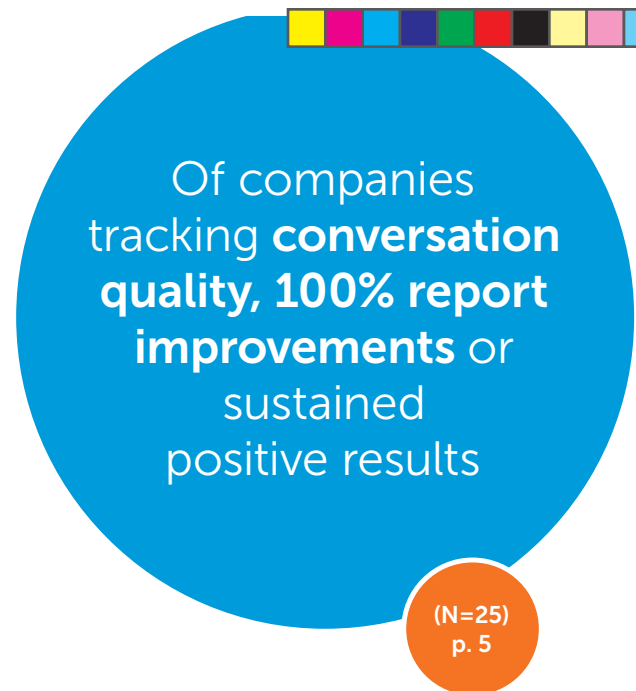 Of companies
tracking conversation
quality, 100% report
improvements or
sustained
positive results
(N=25)
p. 5